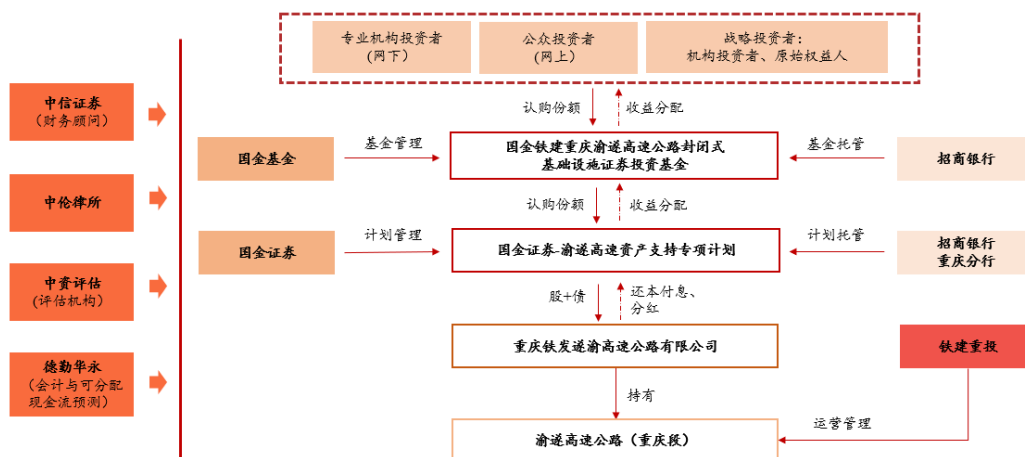 专业机构投资者
(网下)
公众投资者
(网上)
战略投资者:
机构投资者、原始权益人
中信证券
(财务顾问)
中伦律所
中资评估
(评估机构)
德勤华永
(会计与可分配
现金流预测)
认购份额
收益分配
国金基金
基金管理
国金铁建重庆渝遂高速公路封闭式
基础设施证券投资基金
基金托管
招商银行
认购份额
收益分配
国金证券
计划管理
国金证券-渝遂高速资产支持专项计划
计划托管
招商银行
重庆分行
股+债
还本付息、
分红
重庆铁发遂渝高速公路有限公司
铁建重投
持有
运营管理
渝遂高速公路（重庆段）